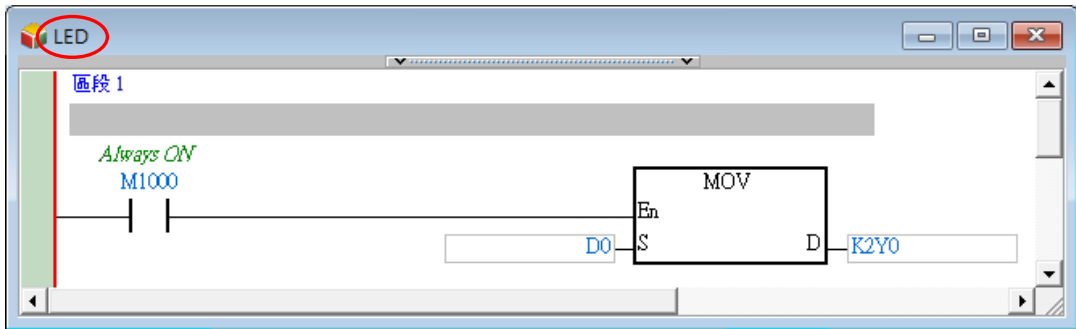 LED
區段 1
Always ON
M1000
MOV
En
D0 S D K2Y0